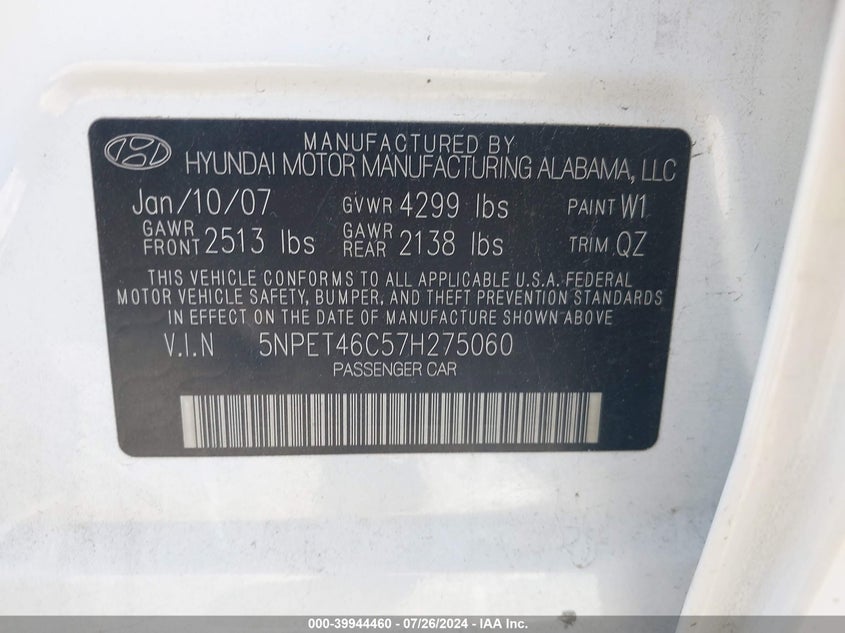 MANUFACTURED BY
HYUNDAI MOTOR MANUFACTURING ALABAMA, LLC
Jan/10/07 GVWR 4299 lbs PAINT W1
GAWR FRONT 2513 lbs GAWR REAR 2138 lbs TRIM QZ
THIS VEHICLE CONFORMS TO ALL APPLICABLE U.S.A. FEDERAL
MOTOR VEHICLE SAFETY, BUMPER, AND THEFT PREVENTION STANDARDS
IN EFFECT ON THE DATE OF MANUFACTURE SHOWN ABOVE
V.I.N 5NPET46C57H275060
PASSENGER CAR
000-39944460 - 07/26/2024 - IAA Inc.